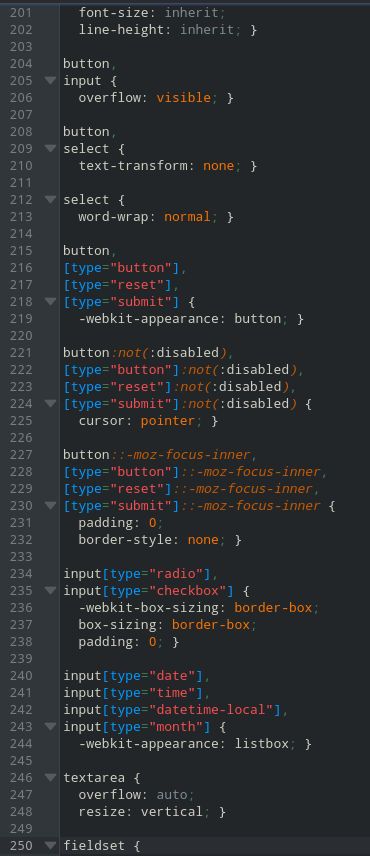 201 font-size: inherit;
202 line-height: inherit; }
203
204 button,
205 input {
206 overflow: visible; }
207
208 button,
209 select {
210 text-transform: none; }
211
212 select {
213 word-wrap: normal; }
214
215 button,
216 [type="button"],
217 [type="reset"],
218 [type="submit"] {
219 -webkit-appearance: button; }
220
221 button:not(:disabled),
222 [type="button"]:not(:disabled),
223 [type="reset"]:not(:disabled),
224 [type="submit"]:not(:disabled) {
225 cursor: pointer; }
226
227 button::-moz-focus-inner,
228 [type="button"]::-moz-focus-inner,
229 [type="reset"]::-moz-focus-inner,
230 [type="submit"]::-moz-focus-inner {
231 padding: 0;
232 border-style: none; }
233
234 input[type="radio"],
235 input[type="checkbox"] {
236 -webkit-box-sizing: border-box;
237 box-sizing: border-box;
238 padding: 0; }
239
240 input[type="date"],
241 input[type="time"],
242 input[type="datetime-local"],
243 input[type="month"] {
244 -webkit-appearance: listbox; }
245
246 textarea {
247 overflow: auto;
248 resize: vertical; }
249
250 fieldset {